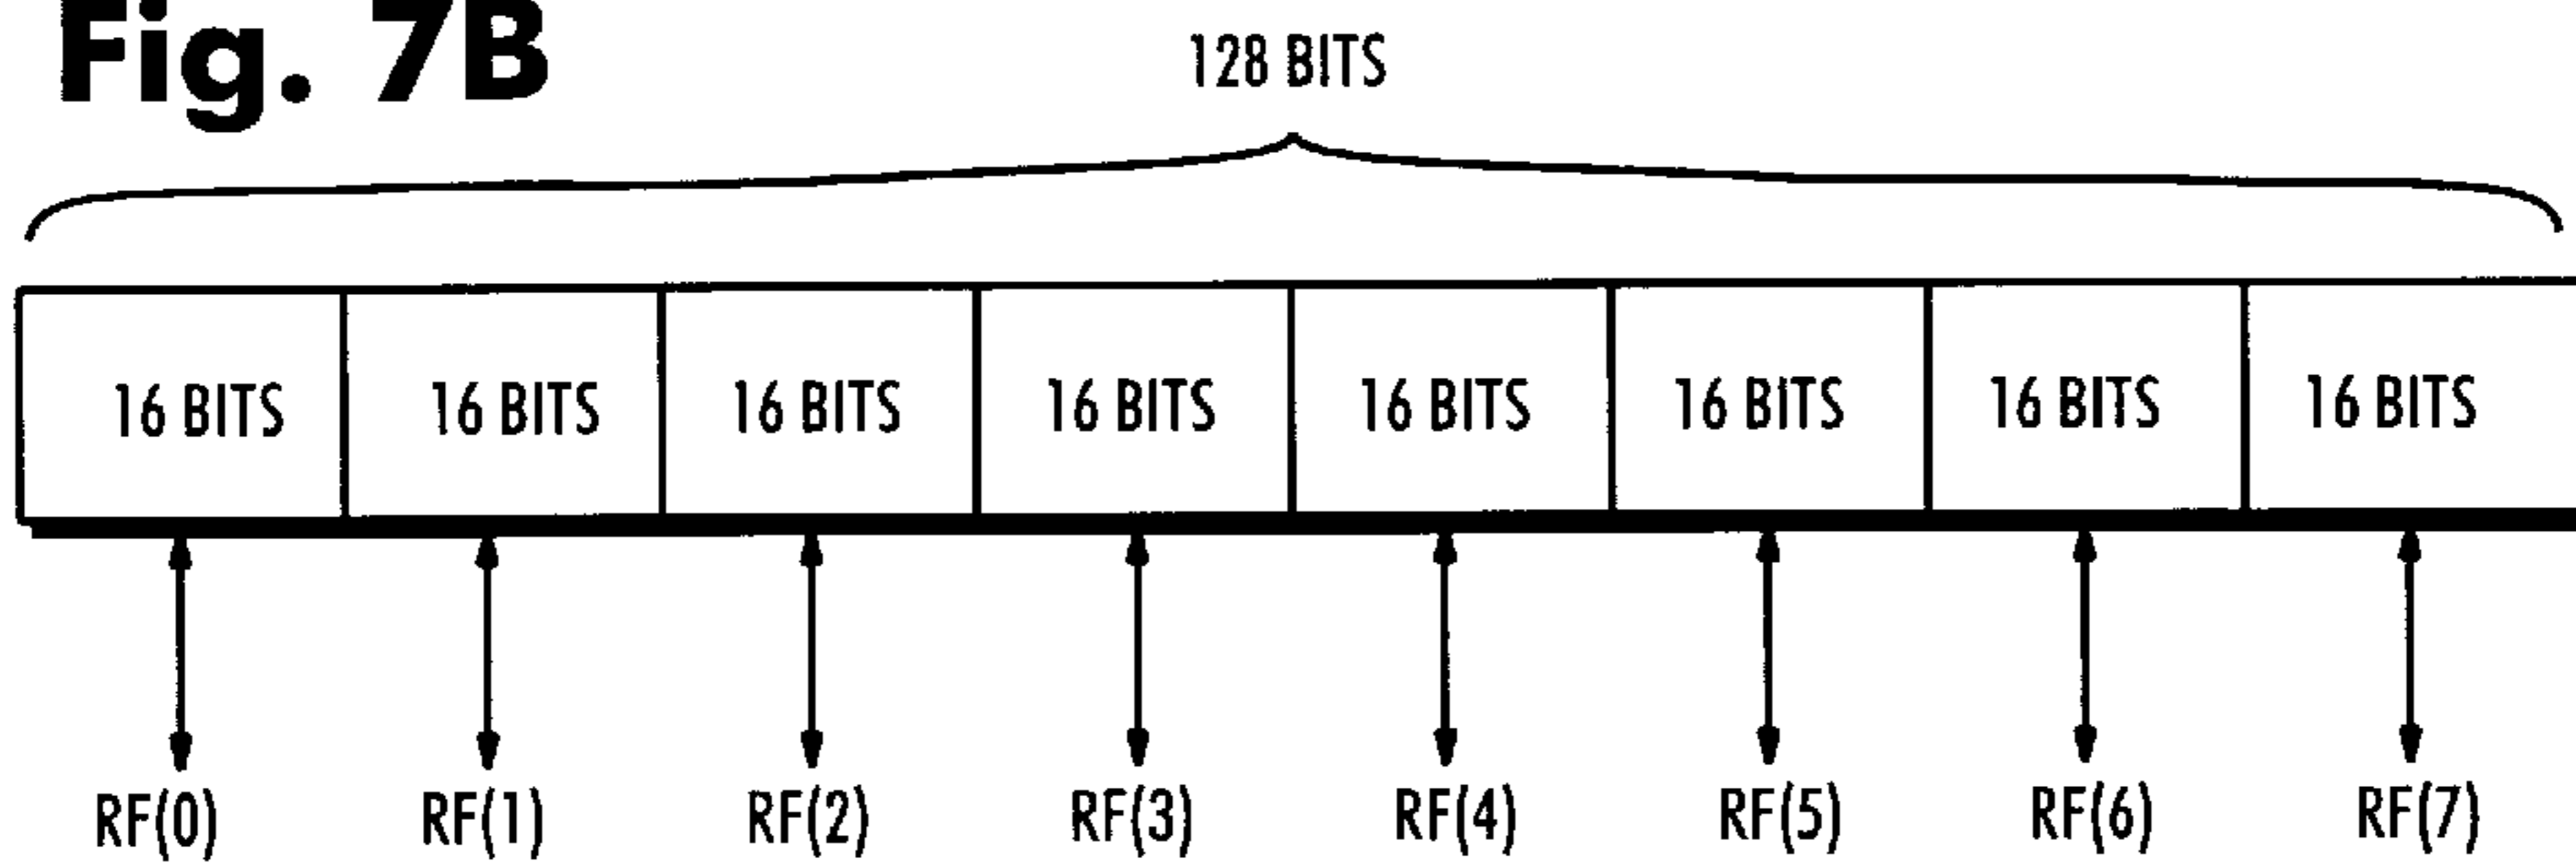 Fig. 7B
128 BITS
16 BITS 16 BITS 16 BITS 16 BITS 16 BITS 16 BITS 16 BITS 16 BITS
RF(0) RF(1) RF(2) RF(3) RF(4) RF(5) RF(6) RF(7)